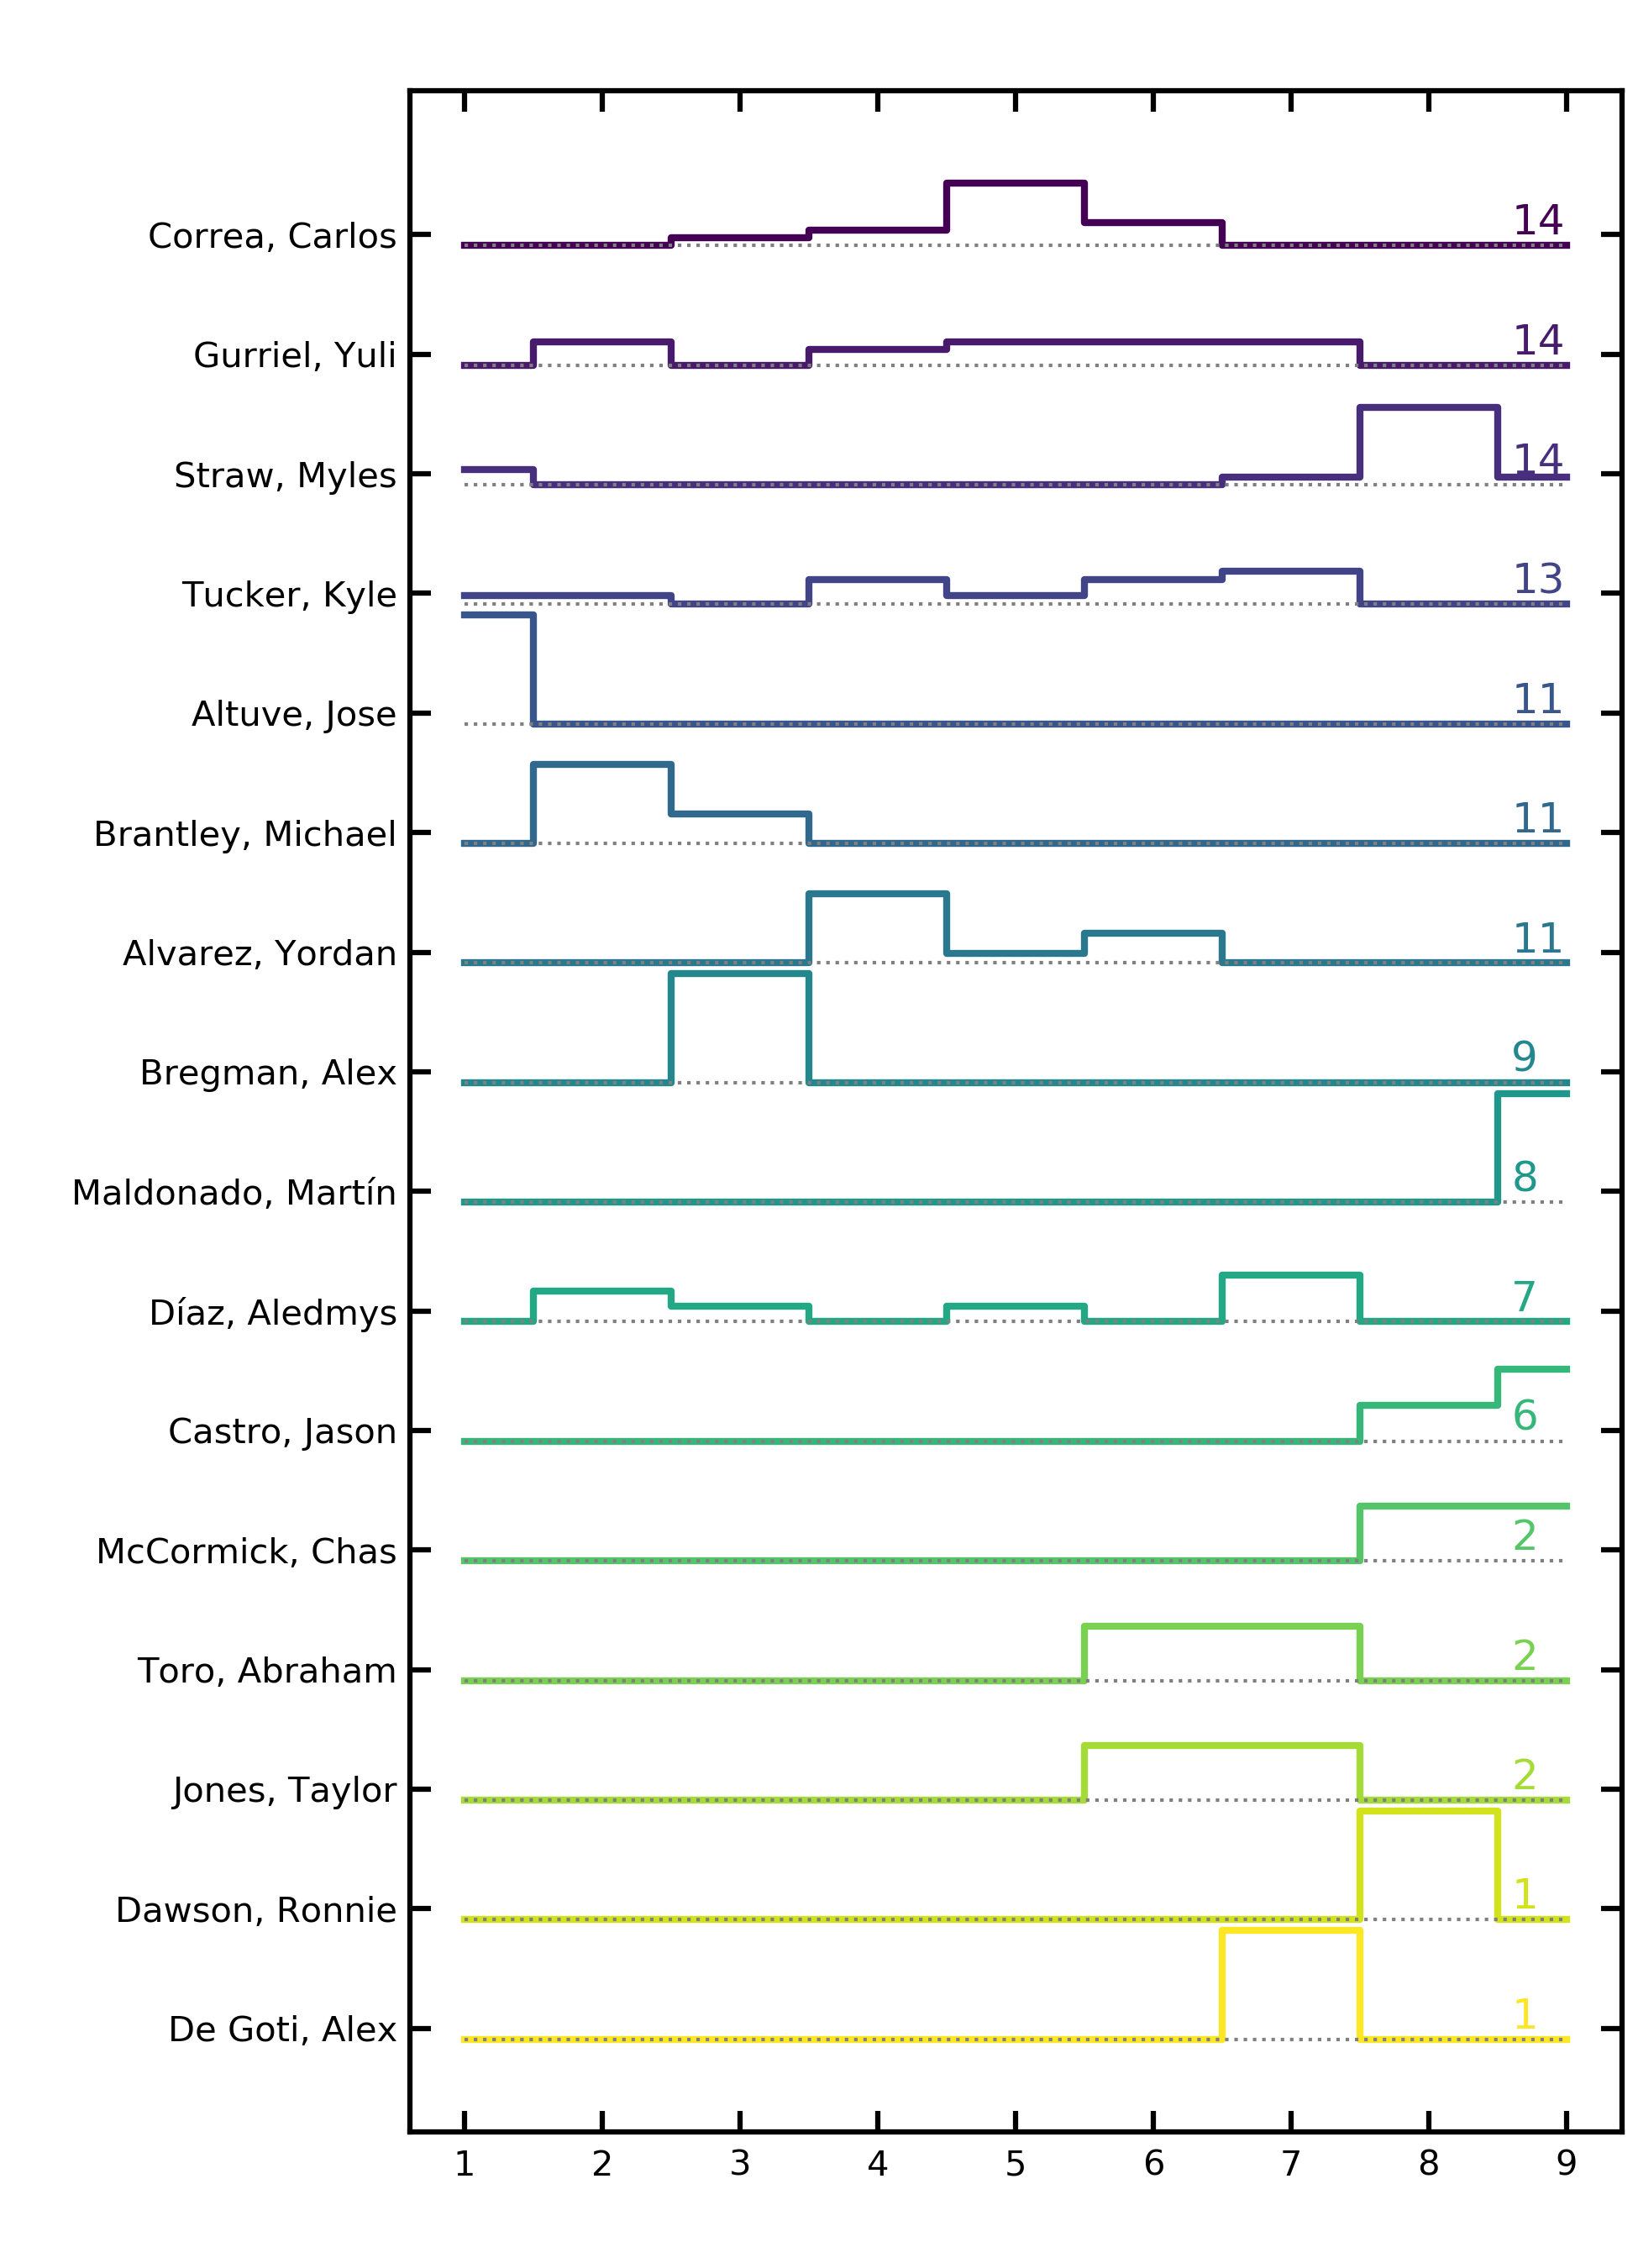 Correa, Carlos 14
Gurriel, Yuli 14
Straw, Myles 14
Tucker, Kyle 13
Altuve, Jose 11
Brantley, Michael 11
Alvarez, Yordan 11
Bregman, Alex 9
Maldonado, Martín 8
Díaz, Aledmys 7
Castro, Jason 6
McCormick, Chas 2
Toro, Abraham 2
Jones, Taylor 2
Dawson, Ronnie 1
De Goti, Alex 1
1 2 3 4 5 6 7 8 9